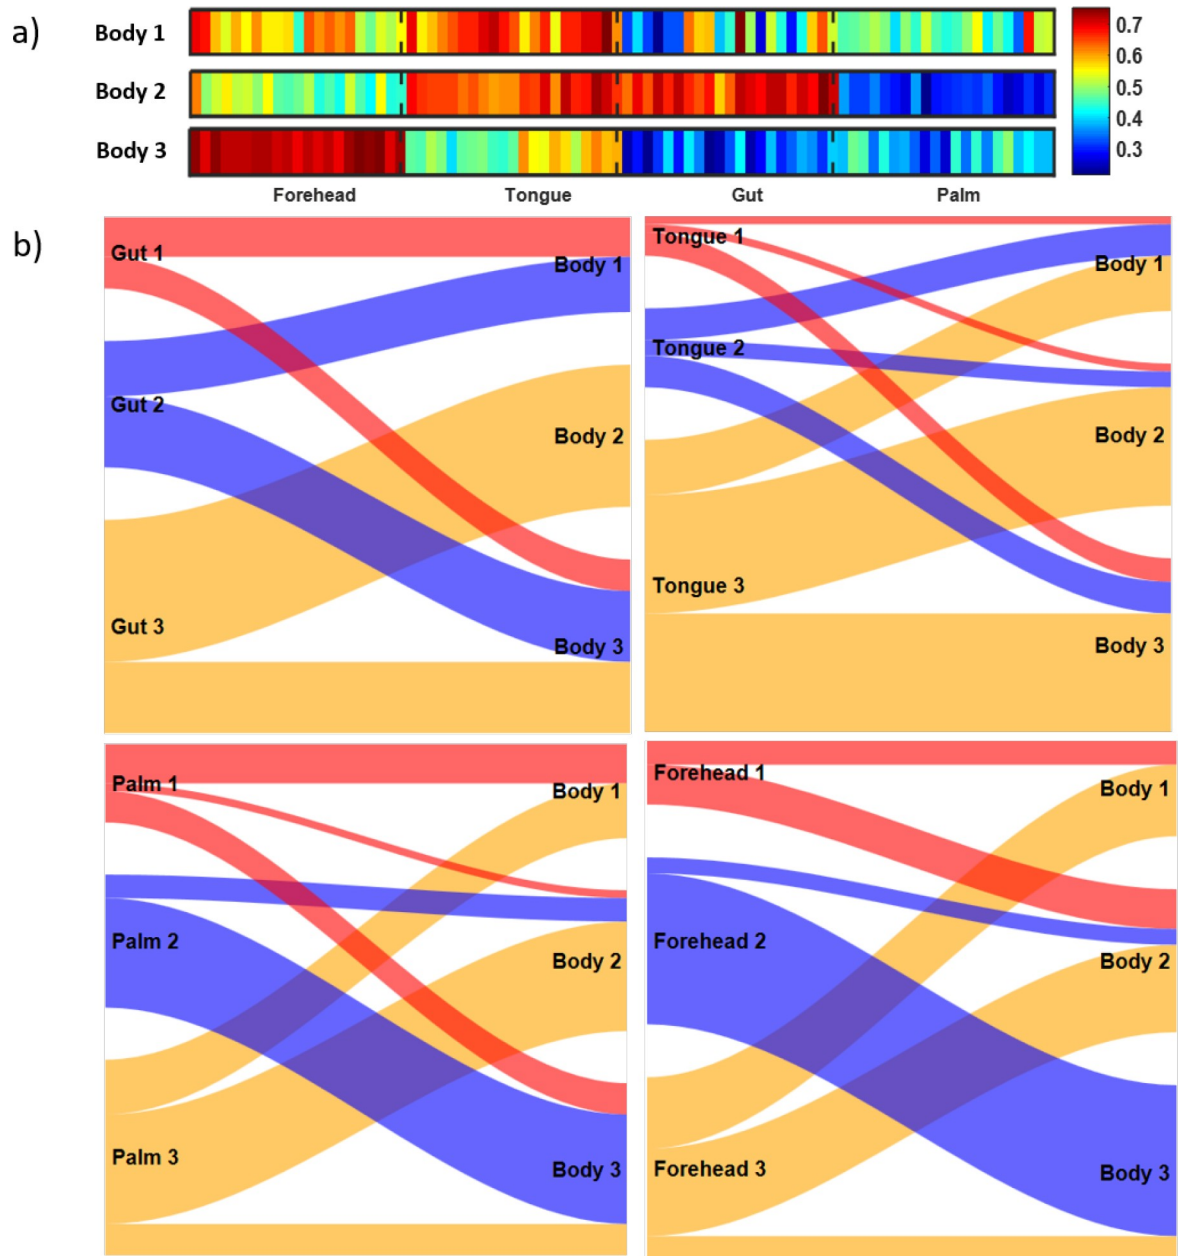 a)
Body 1
Body 2
Body 3
0.7
0.6
0.5
0.4
0.3
Forehead Tongue Gut Palm
b)
Gut 1
Gut 2
Gut 3
Body 1
Body 2
Body 3
Tongue 1
Tongue 2
Tongue 3
Body 1
Body 2
Body 3
Palm 1
Palm 2
Palm 3
Body 1
Body 2
Body 3
Forehead 1
Forehead 2
Forehead 3
Body 1
Body 2
Body 3